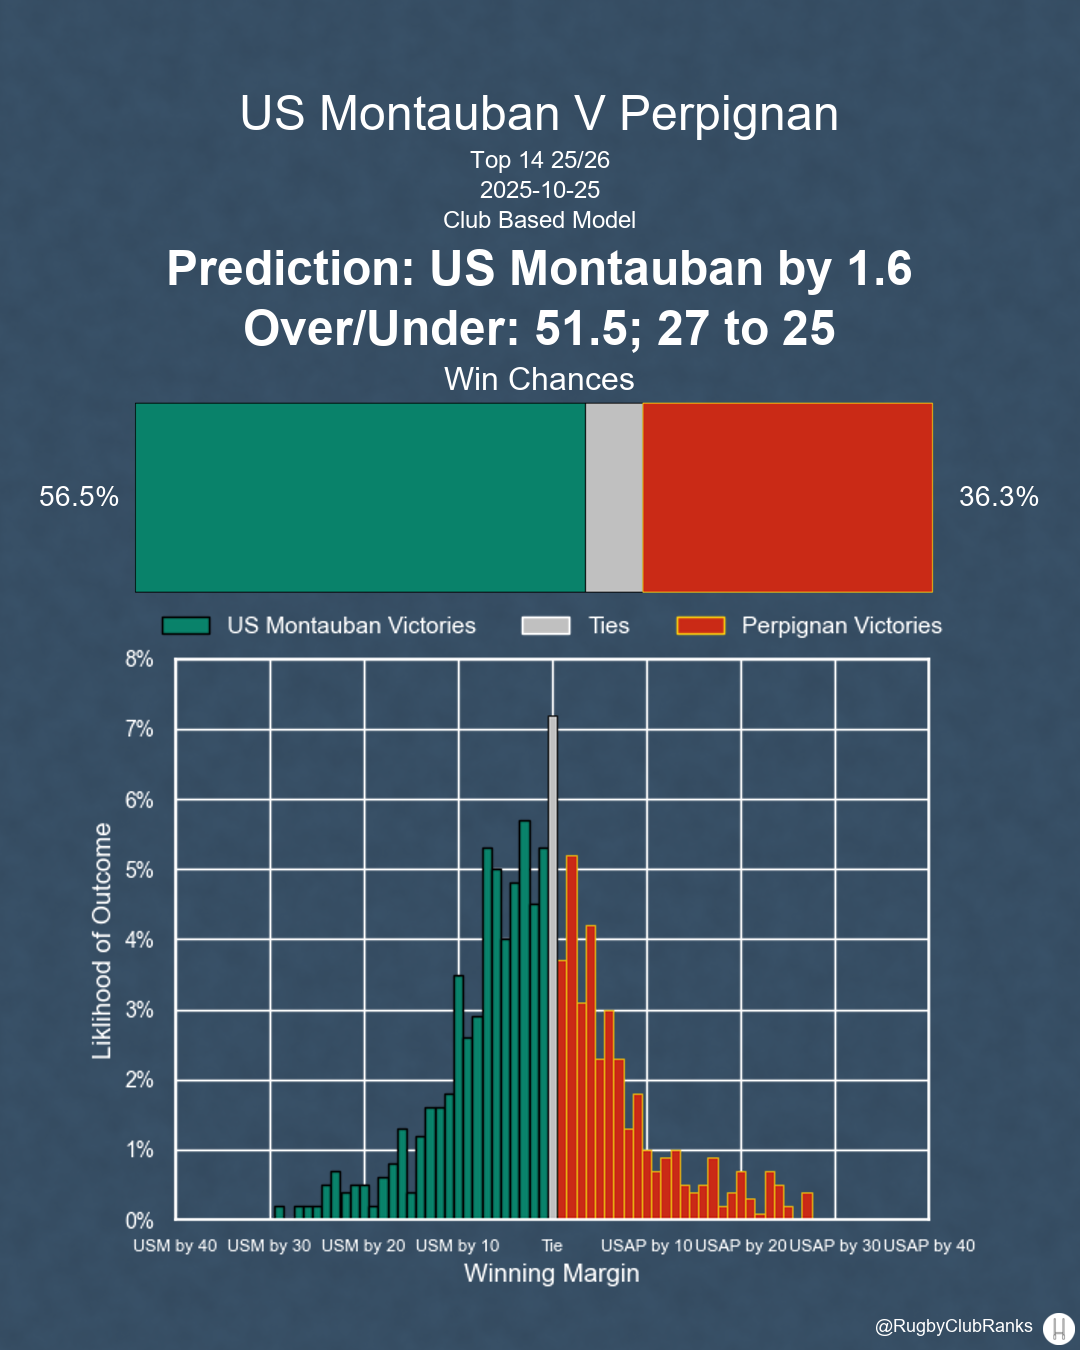 US Montauban V Perpignan
Top 14 25/26
2025-10-25
Club Based Model
Prediction: US Montauban by 1.6
Over/Under: 51.5; 27 to 25
Win Chances
56.5%
36.3%
US Montauban Victories
Ties
Perpignan Victories
8%
7%
6%
5%
4%
3%
2%
1%
0%
Liklihood of Outcome
USM by 40 USM by 30 USM by 20 USM by 10 Tie USAP by 10 USAP by 20 USAP by 30 USAP by 40
Winning Margin
@RugbyClubRanks